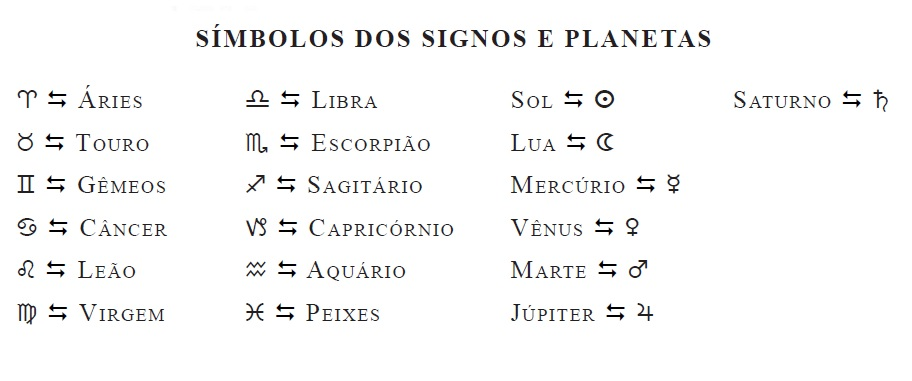 SÍMBOLOS DOS SIGNOS E PLANETAS
♈ ⇆ ÁRIES
♉ ⇆ TOURO
♊ ⇆ GÊMEOS
♋ ⇆ CÂNCER
♌ ⇆ LEÃO
♍ ⇆ VIRGEM
♎ ⇆ LIBRA
♏ ⇆ ESCORPIÃO
♐ ⇆ SAGITÁRIO
♑ ⇆ CAPRICÓRNIO
♒ ⇆ AQUÁRIO
♓ ⇆ PEIXES
SOL ⇆ ☉
LUA ⇆ ☾
MERCÚRIO ⇆ ☿
VÊNUS ⇆ ♀
MARTE ⇆ ♂
JÚPITER ⇆ ♃
SATURNO ⇆ ♄